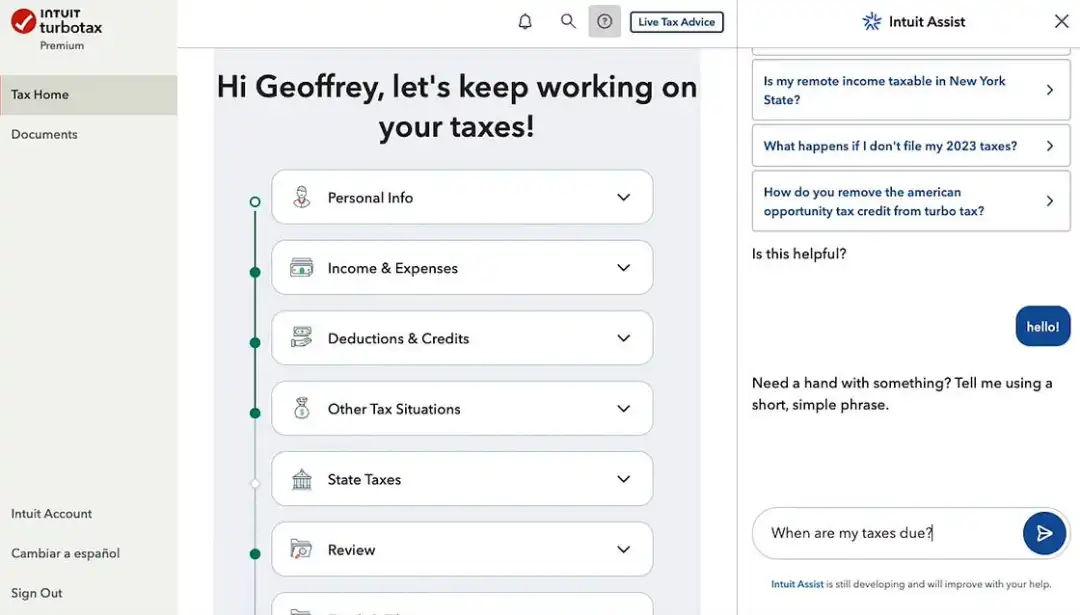 INTUIT
turbotax
Premium
Tax Home
Documents
Intuit Account
Cambiar a español
Sign Out
Live Tax Advice
Hi Geoffrey, let's keep working on
your taxes!
Personal Info
Income & Expenses
Deductions & Credits
Other Tax Situations
State Taxes
Review
Intuit Assist
Is my remote income taxable in New York
State?
What happens if I don't file my 2023 taxes?
How do you remove the american
opportunity tax credit from turbo tax?
Is this helpful?
hello!
Need a hand with something? Tell me using a
short, simple phrase.
When are my taxes due?
Intuit Assist is still developing and will improve with your help.